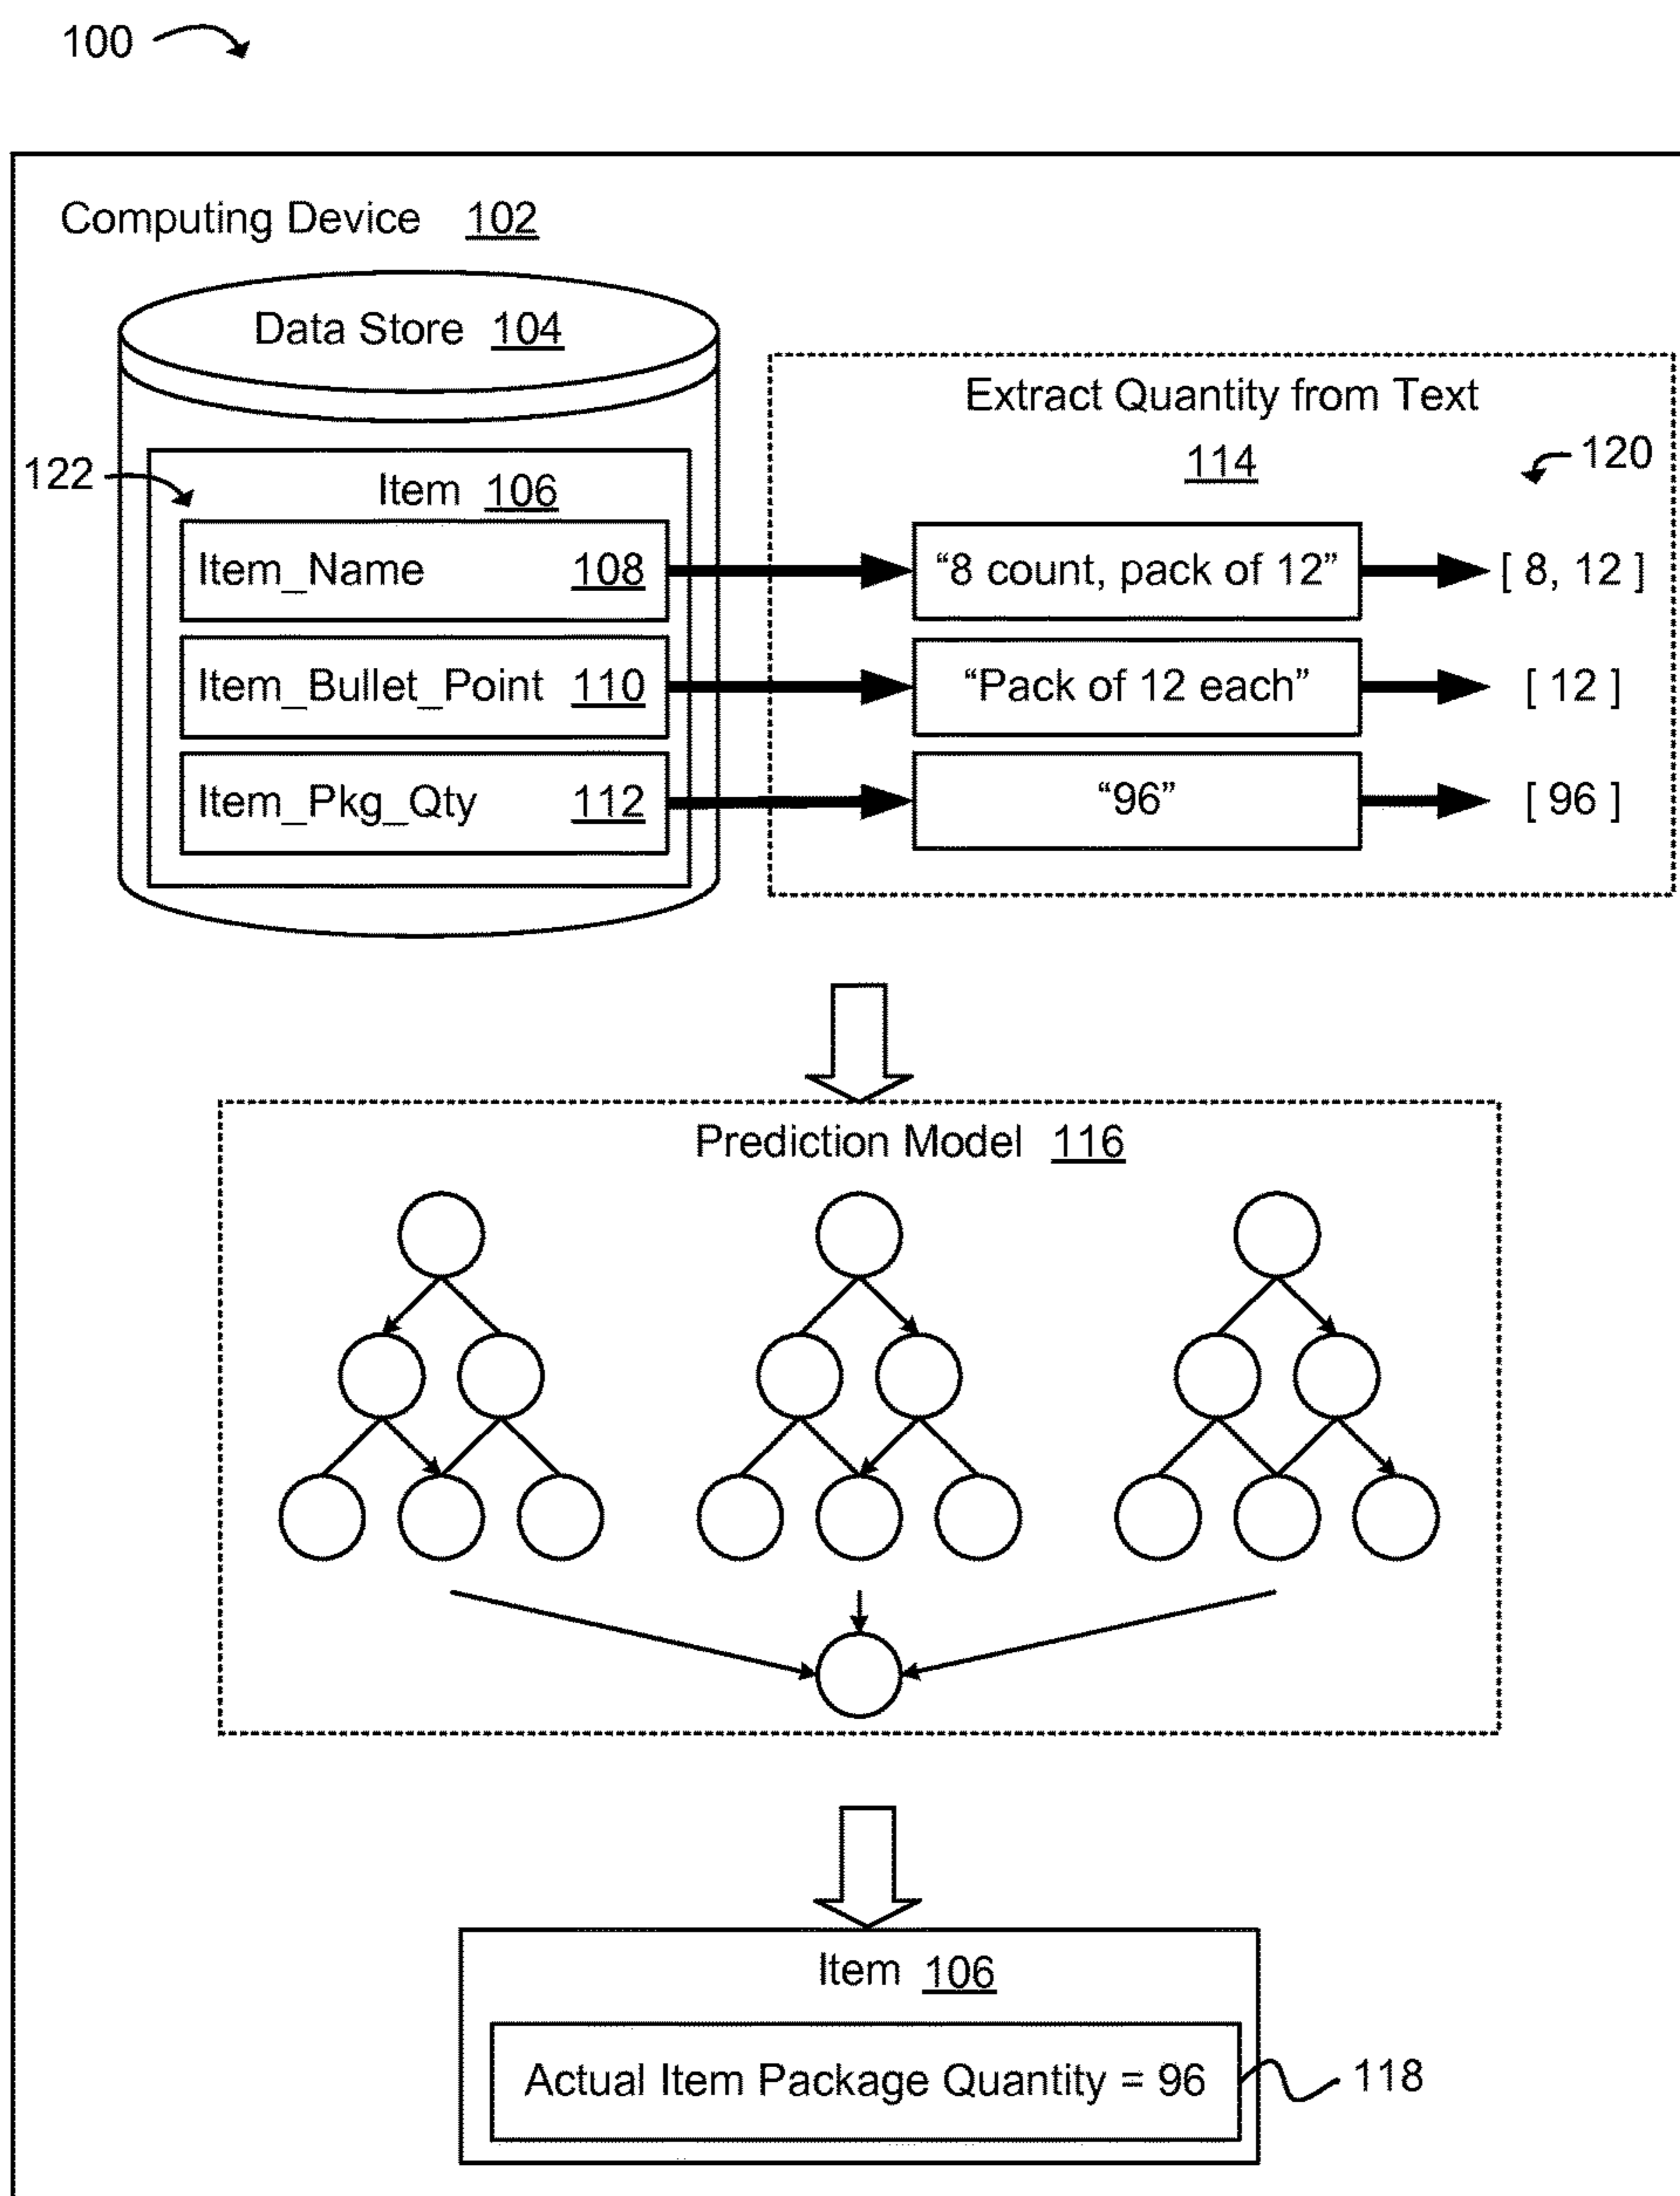 100
Computing Device 102
Data Store 104
Extract Quantity from Text
114
120
122
Item 106
Item_Name 108
“8 count, pack of 12”
[ 8, 12 ]
Item_Bullet_Point 110
“Pack of 12 each”
[ 12 ]
Item_Pkg_Qty 112
“96”
[ 96 ]
Prediction Model 116
Item 106
Actual Item Package Quantity = 96
118